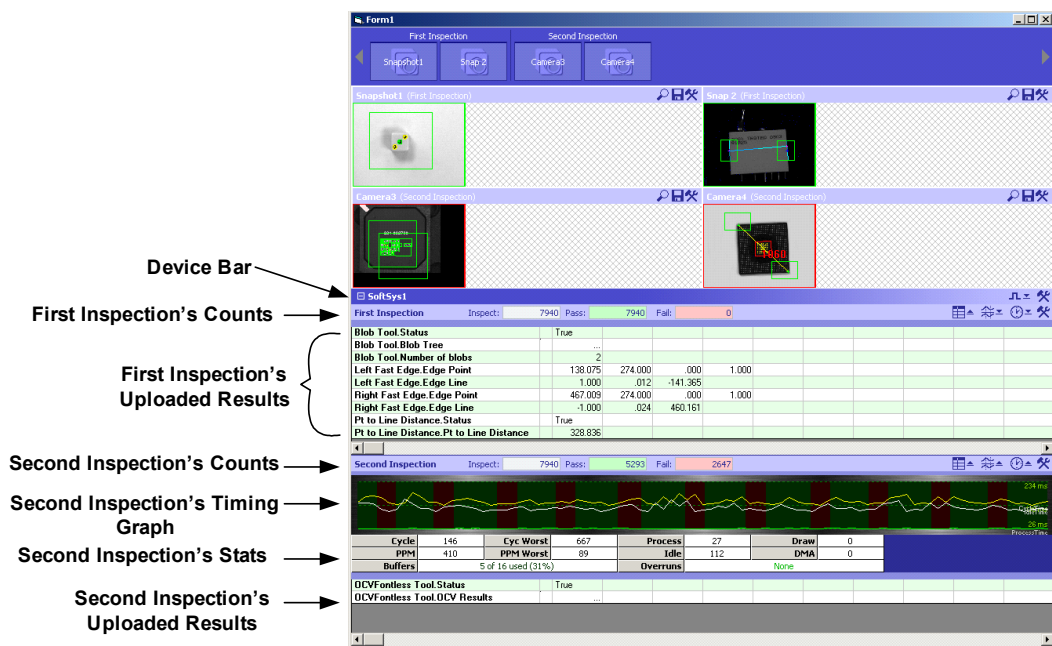 Form1
First Inspection
Second Inspection
Snapshot1
Snap 2
Camera3
Camera4
Snapshot1 (First Inspection)
Snap 2 (First Inspection)
Camera3 (Second Inspection)
Camera4 (Second Inspection)
Device Bar
SoftSys1
First Inspection's Counts
First Inspection Inspect: 7940 Pass: 7940 Fail: 0
First Inspection's
Uploaded Results
Blob Tool.Status True
Blob Tool.Blob Tree ...
Blob Tool.Number of blobs 2
Left Fast Edge.Edge Point 138.075 274.000 .000 1.000
Left Fast Edge.Edge Line 1.000 .012 -141.365
Right Fast Edge.Edge Point 467.009 274.000 .000 1.000
Right Fast Edge.Edge Line -1.000 .024 460.161
Pt to Line Distance.Status True
Pt to Line Distance.Pt to Line Distance 328.836
Second Inspection's Counts
Second Inspection Inspect: 7940 Pass: 5293 Fail: 2647
Second Inspection's Timing
Graph
234 ms
26 ms
ProcessTime
Second Inspection's Stats
Cycle 146 Cyc Worst 667 Process 27 Draw 0
PPM 410 PPM Worst 89 Idle 112 DMA 0
Buffers 5 of 16 used (31%) Overruns None
Second Inspection's
Uploaded Results
OCVFontless Tool.Status True
OCVFontless Tool.OCV Results ...